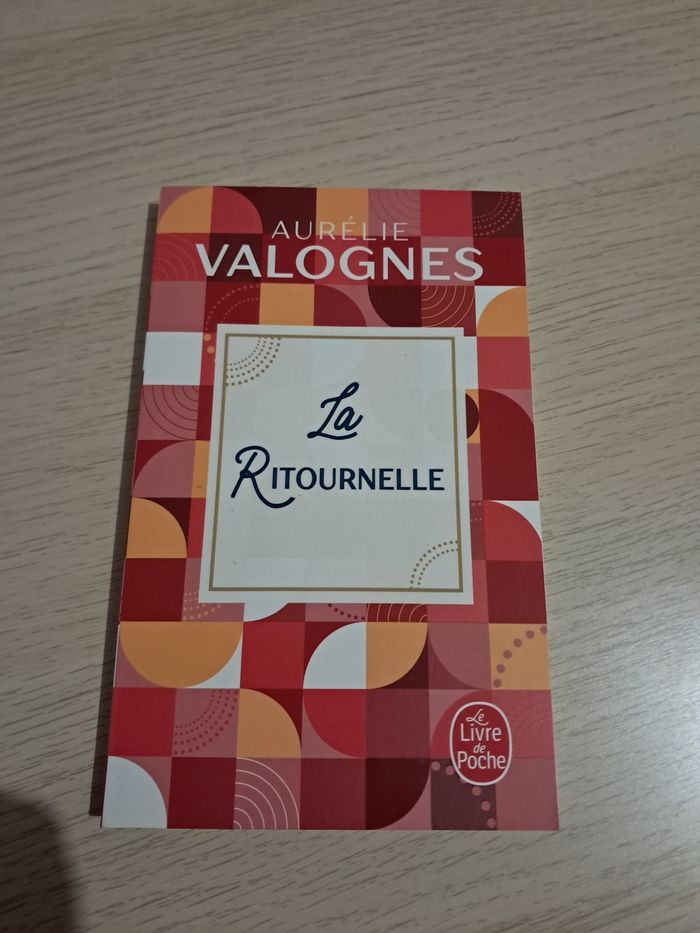 AURÉLIE
VALOGNES
La
RITOURNELLE
Le
Livre
de
Poche